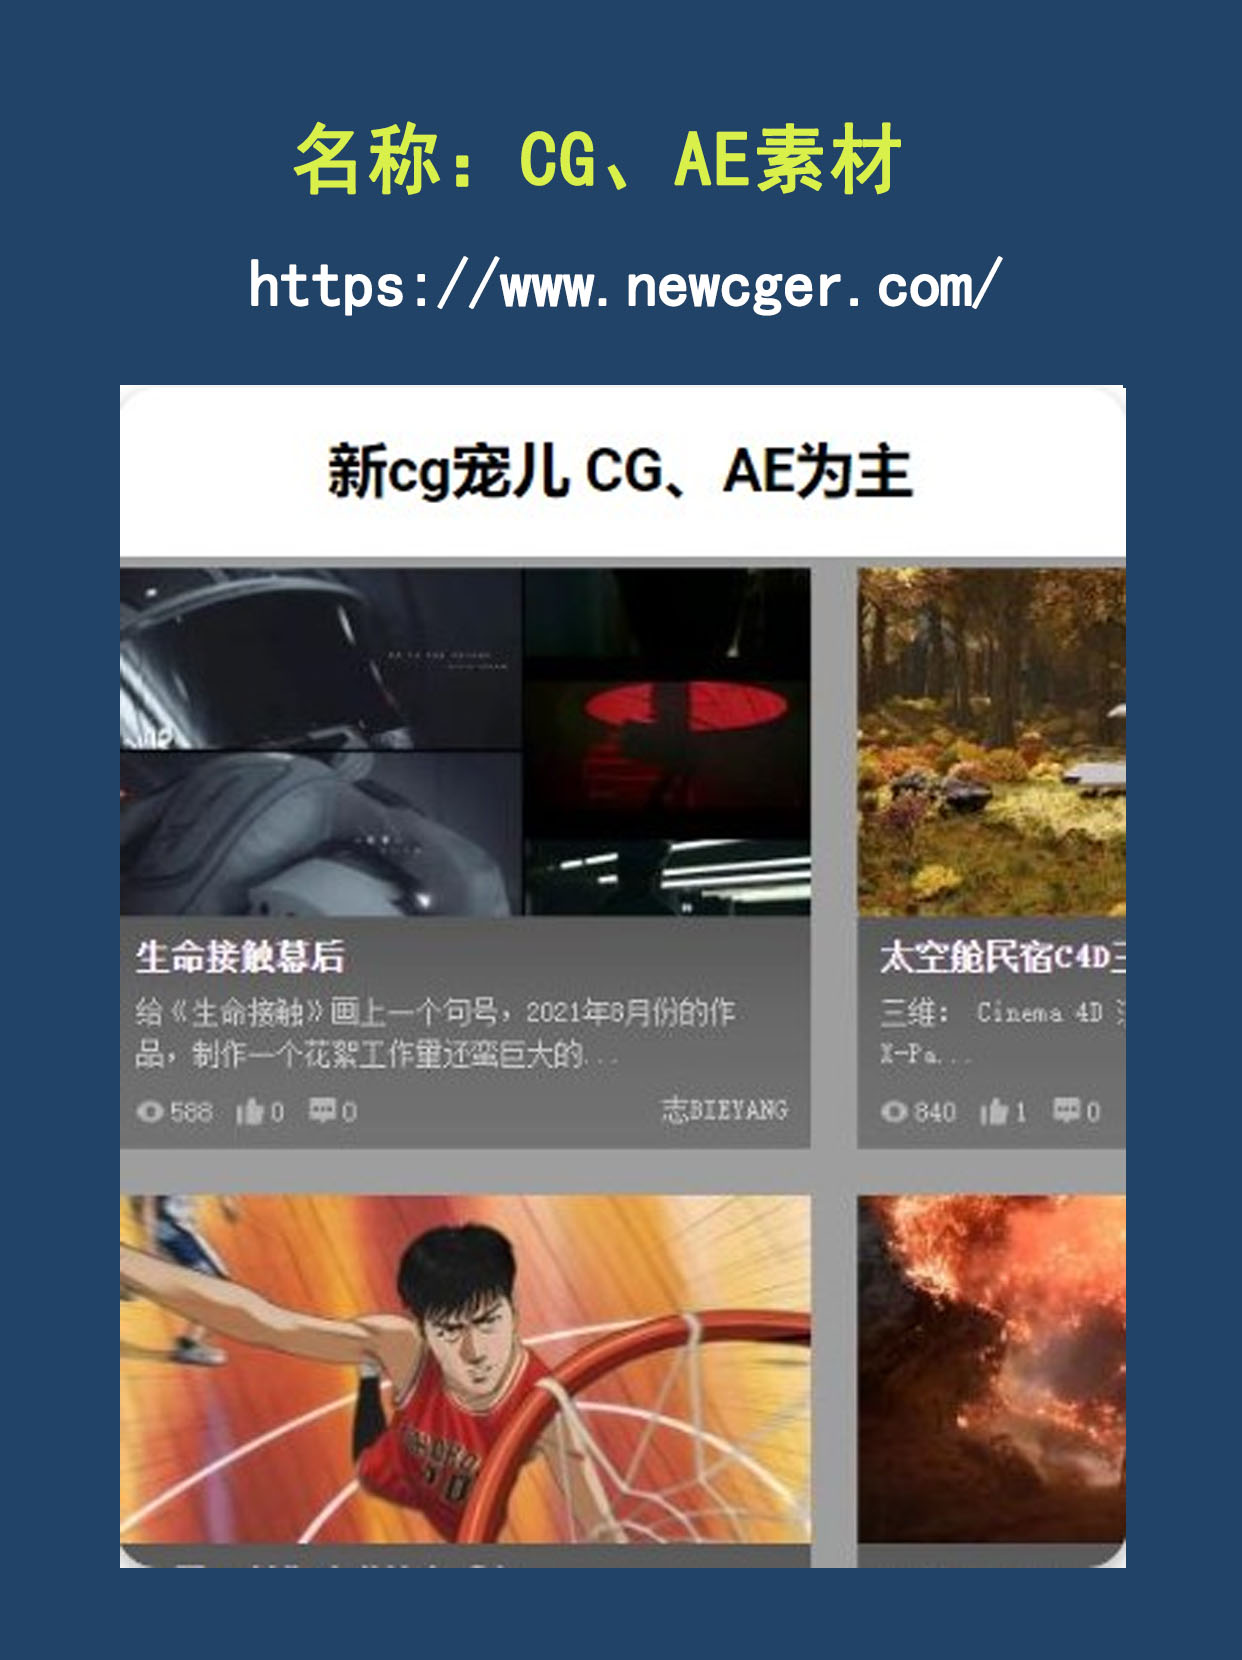 名称：CG、AE素材
https://www.newcger.com/
新cg宠儿 CG、AE为主
生命接触幕后
给《生命接触》画上一个句号，2021年8月份的作
品，制作一个花絮工作量还蛮巨大的...
588 0 0 志BIEYANG
太空舱民宿C4D三
三维： Cinema 4D
X-Pa...
840 1 0